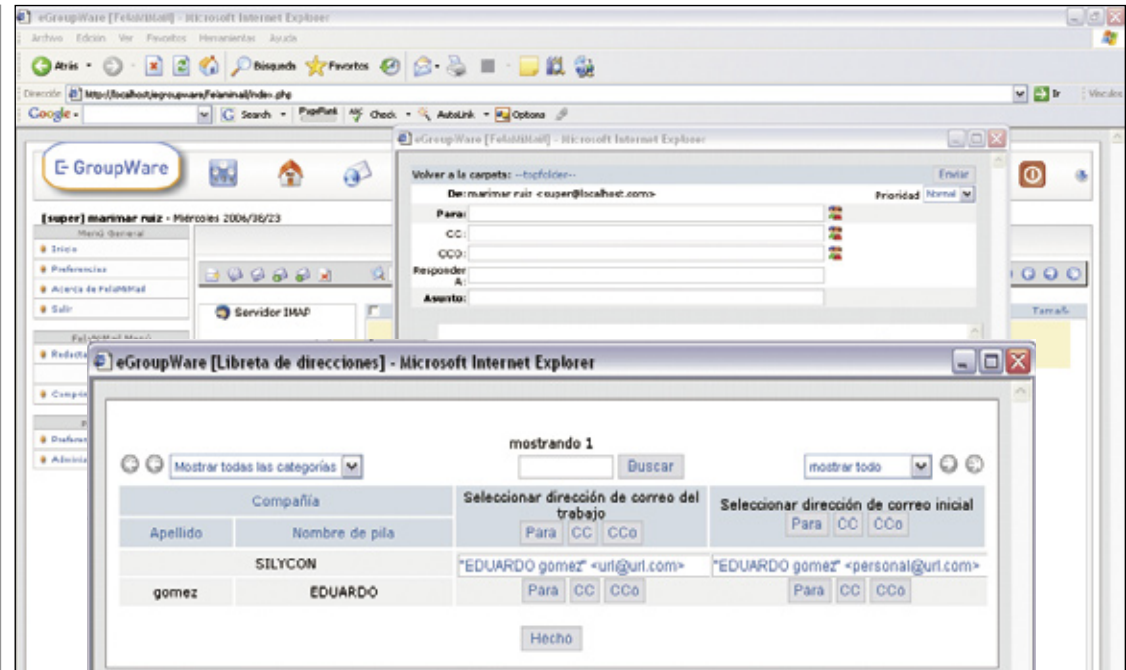 eGroupWare [FelaMiMail] - Microsoft Internet Explorer
Archivo Edición Ver Favoritos Herramientas Ayuda
Atrás Búsqueda Favoritos
Dirección http://localhost/egroupware/felamimail/index.php Ir Vínculos
Google Search PageRank Check AutoLink Options
eGroupWare [FelaMiMail] - Microsoft Internet Explorer
E- GroupWare
Volver a la carpeta: --topfolder-- Enviar
De: marimar ruiz <super@localhost.com> Prioridad Normal
[super] marimar ruiz - Miércoles 2006/38/23
Para:
Menú General
CC:
Inicio
CCO:
Preferencias
Responder A:
Acerca de FelaMiMail
Asunto:
Salir
Servidor IMAP
FelaMiMail Menú
eGroupWare [Libreta de direcciones] - Microsoft Internet Explorer
mostrando 1
Mostrar todas las categorías Buscar mostrar todo
Compañía
Seleccionar dirección de correo del trabajo
Seleccionar dirección de correo inicial
Apellido Nombre de pila
Para CC CCo
Para CC CCo
SILYCON "EDUARDO gomez" <url@url.com> "EDUARDO gomez" <personal@url.com>
gomez EDUARDO Para CC CCo Para CC CCo
Hecho